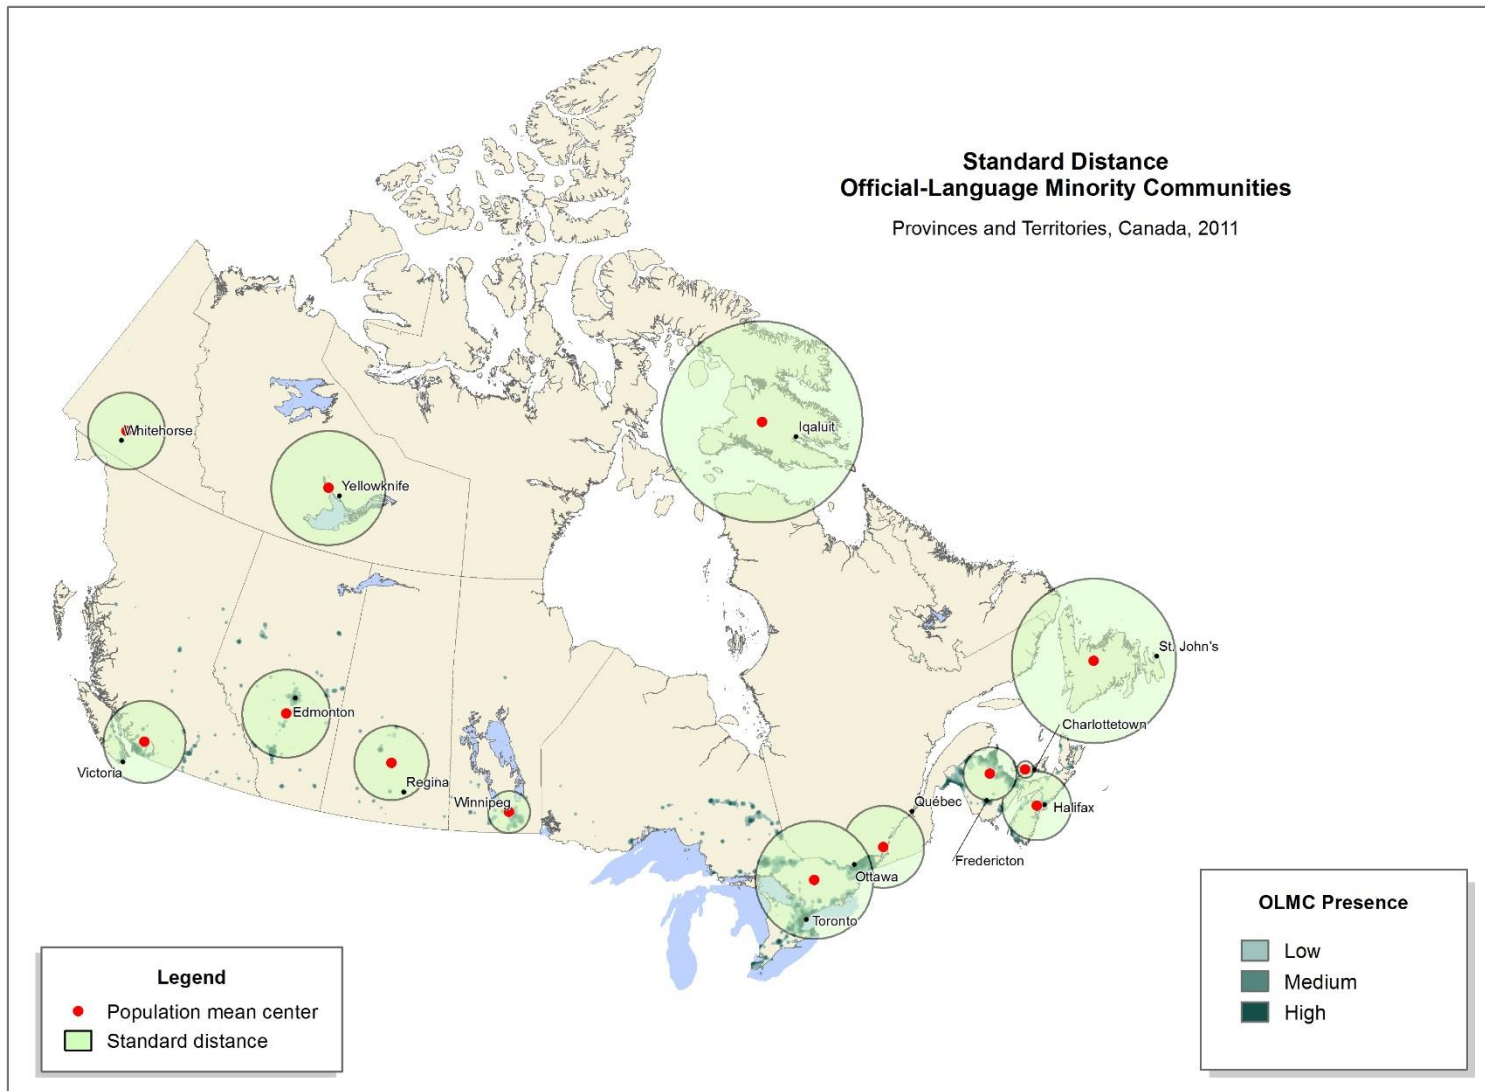 Standard Distance
Official-Language Minority Communities
Provinces and Territories, Canada, 2011
Whitehorse
Iqaluit
Yellowknife
St. John's
Edmonton
Charlottetown
Victoria
Regina
Winnipeg
Québec
Halifax
Fredericton
Ottawa
Toronto
OLMC Presence
Low
Medium
High
Legend
Population mean center
Standard distance